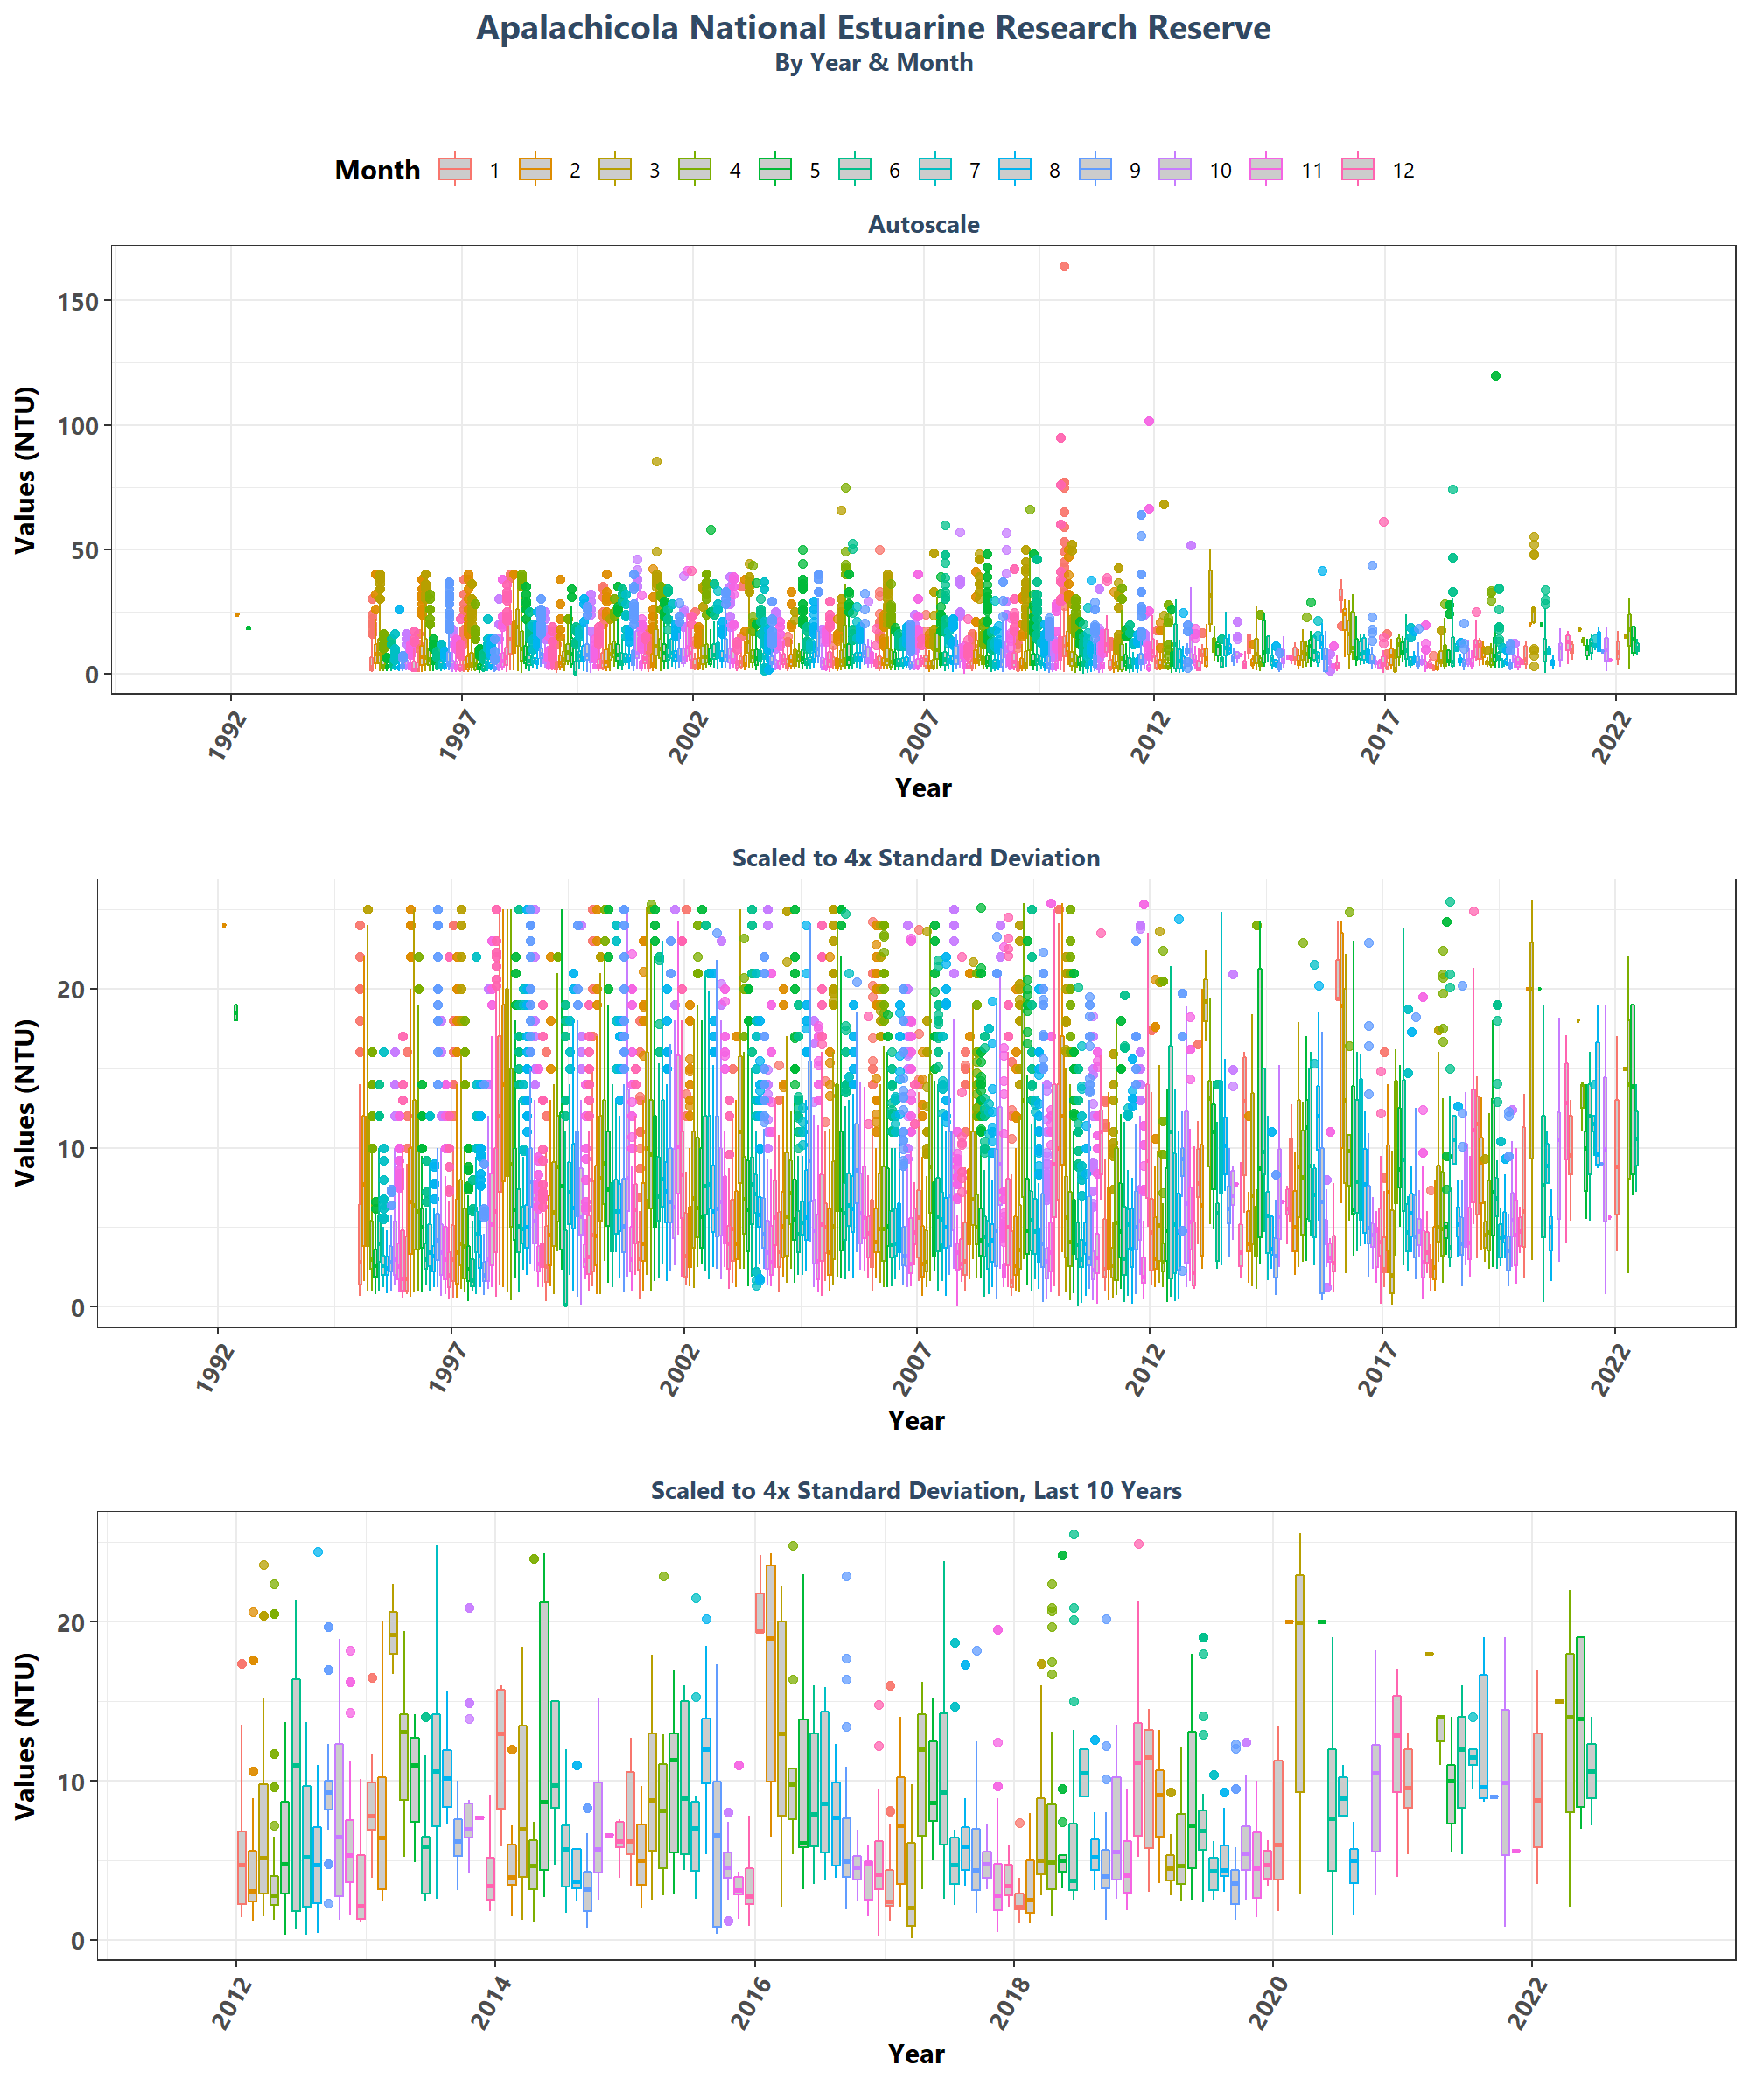 Apalachicola National Estuarine Research Reserve
By Year & Month
Month 1 2 3 4 5 6 7 8 9 10 11 12
Autoscale
Values (NTU)
150
100
50
0
1992 1997 2002 2007 2012 2017 2022
Year
Scaled to 4x Standard Deviation
Values (NTU)
20
10
0
1992 1997 2002 2007 2012 2017 2022
Year
Scaled to 4x Standard Deviation, Last 10 Years
Values (NTU)
20
10
0
2012 2014 2016 2018 2020 2022
Year